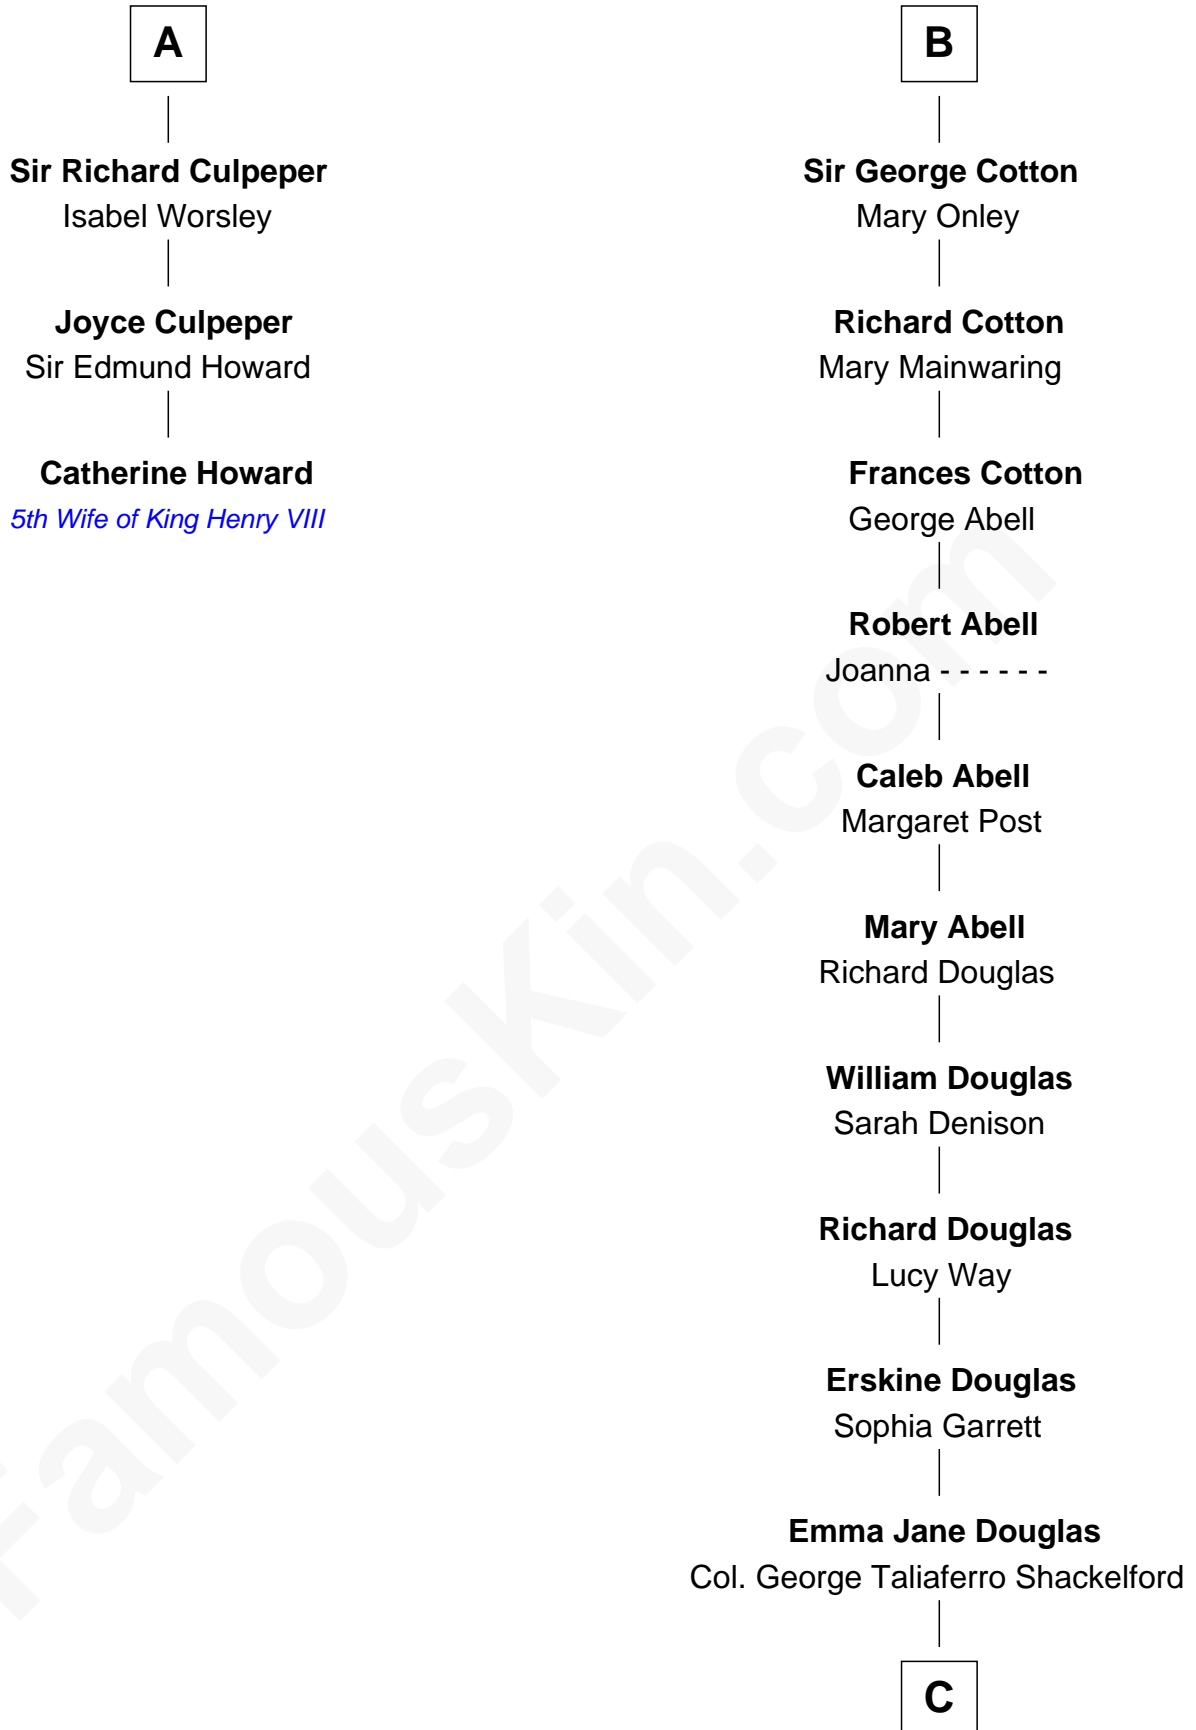 A
Sir Richard Culpeper
Isabel Worsley
Joyce Culpeper
Sir Edmund Howard
Catherine Howard
5th Wife of King Henry VIII
B
Sir George Cotton
Mary Onley
Richard Cotton
Mary Mainwaring
Frances Cotton
George Abell
Robert Abell
Joanna - - - - - -
Caleb Abell
Margaret Post
Mary Abell
Richard Douglas
William Douglas
Sarah Denison
Richard Douglas
Lucy Way
Erskine Douglas
Sophia Garrett
Emma Jane Douglas
Col. George Taliaferro Shackelford
C
FamousKin.com